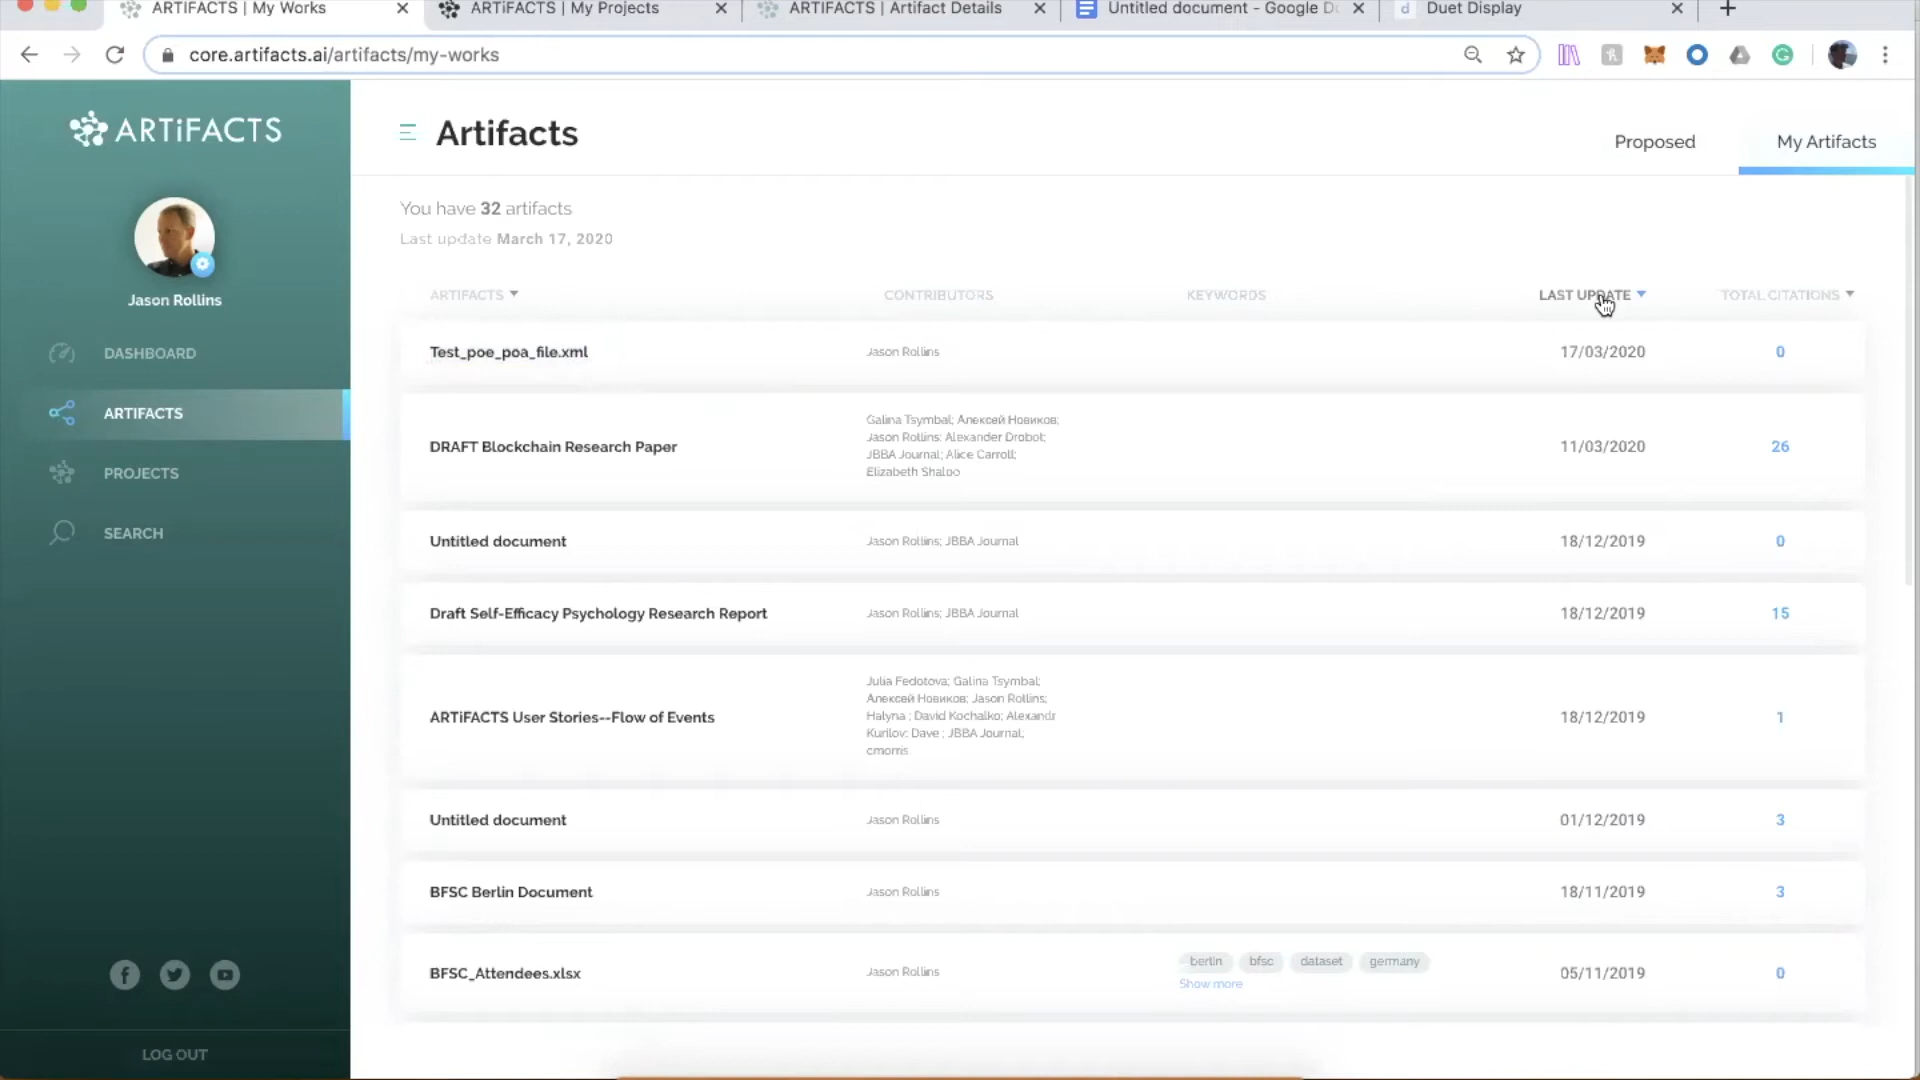 ARTIFACTS | My Works
ARTiFACTS | My Projects
ARTIFACTS | Artifact Details
Untitled document - Google Do
Duet Display
core.artifacts.ai/artifacts/my-works
ARTiFACTS
Jason Rollins
DASHBOARD
ARTIFACTS
PROJECTS
SEARCH
LOG OUT
Artifacts
Proposed
My Artifacts
You have 32 artifacts
Last update March 17, 2020
ARTIFACTS CONTRIBUTORS KEYWORDS LAST UPDATE TOTAL CITATIONS
Test_poe_poa_file.xml Jason Rollins 17/03/2020 0
DRAFT Blockchain Research Paper
Galina Tsymbal; Алексей Новиков;
Jason Rollins; Alexander Drobot;
JBBA Journal; Alice Carroll;
Elizabeth Shaloo
11/03/2020 26
Untitled document Jason Rollins; JBBA Journal 18/12/2019 0
Draft Self-Efficacy Psychology Research Report Jason Rollins; JBBA Journal 18/12/2019 15
ARTiFACTS User Stories--Flow of Events
Julia Fedotova; Galina Tsymbal;
Алексей Новиков; Jason Rollins;
Halyna ; David Kochalko; Alexandr
Kurilov; Dave ; JBBA Journal;
cmorris
18/12/2019 1
Untitled document Jason Rollins 01/12/2019 3
BFSC Berlin Document Jason Rollins 18/11/2019 3
BFSC_Attendees.xlsx Jason Rollins berlin bfsc dataset germany 05/11/2019 0
Show more